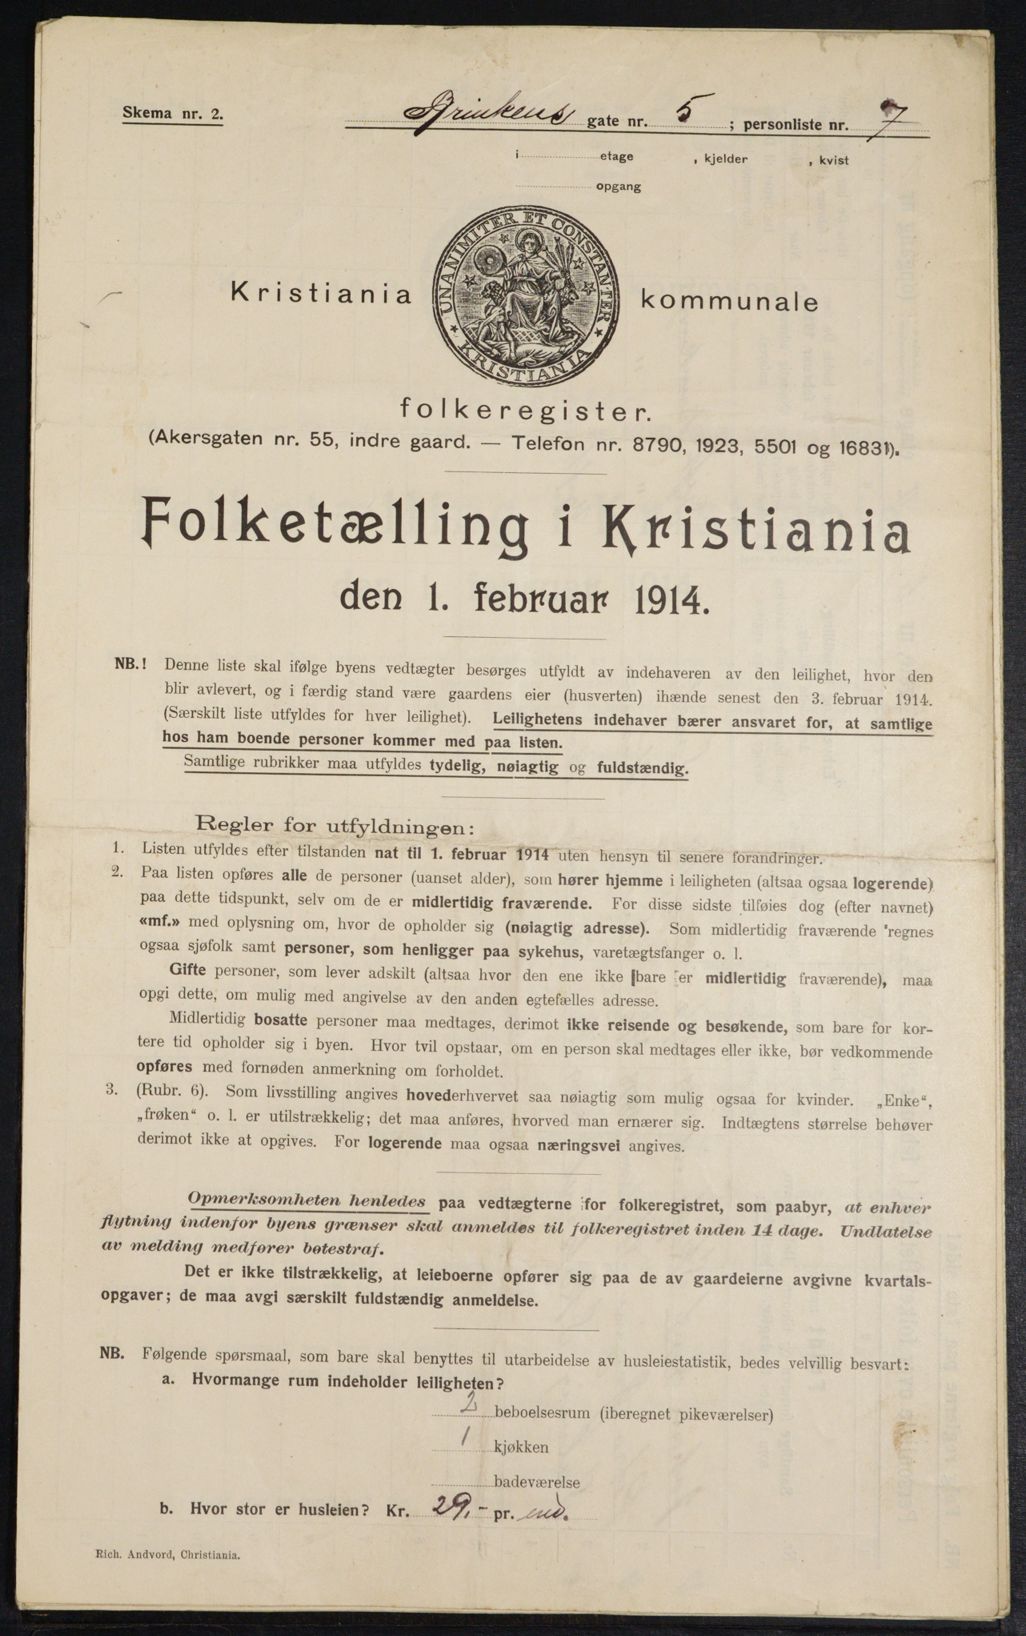 Skema nr. 2.
Brinkens gate nr. 5 ; personliste nr. 7
i etage , kjelder , kvist
opgang
UNANIMITER ET CONSTANTER
KRISTIANIA
Kristiania kommunale
folkeregister.
(Akersgaten nr. 55, indre gaard. — Telefon nr. 8790, 1923, 5501 og 16831).
Folketælling i Kristiania
den 1. februar 1914.
NB.! Denne liste skal ifølge byens vedtægter besørges utfyldt av indehaveren av den leilighet, hvor den
blir avlevert, og i færdig stand være gaardens eier (husverten) ihænde senest den 3. februar 1914.
(Særskilt liste utfyldes for hver leilighet). Leilighetens indehaver bærer ansvaret for, at samtlige
hos ham boende personer kommer med paa listen.
Samtlige rubrikker maa utfyldes tydelig, nøiagtig og fuldstændig.
Regler for utfyldningen:
1. Listen utfyldes efter tilstanden nat til 1. februar 1914 uten hensyn til senere forandringer.
2. Paa listen opføres alle de personer (uanset alder), som hører hjemme i leiligheten (altsaa ogsaa logerende)
paa dette tidspunkt, selv om de er midlertidig fraværende. For disse sidste tilføies dog (efter navnet)
«mf.» med oplysning om, hvor de opholder sig (nøiagtig adresse). Som midlertidig fraværende regnes
ogsaa sjøfolk samt personer, som henligger paa sykehus, varetægtsfanger o. l.
Gifte personer, som lever adskilt (altsaa hvor den ene ikke bare er midlertidig fraværende), maa
opgi dette, om mulig med angivelse av den anden egtefælles adresse.
Midlertidig bosatte personer maa medtages, derimot ikke reisende og besøkende, som bare for kor-
tere tid opholder sig i byen. Hvor tvil opstaar, om en person skal medtages eller ikke, bør vedkommende
opføres med fornøden anmerkning om forholdet.
3. (Rubr. 6). Som livsstilling angives hovederhvervet saa nøiagtig som mulig ogsaa for kvinder. „Enke“,
„frøken“ o. l. er utilstrækkelig; det maa anføres, hvorved man ernærer sig. Indtægtens størrelse behøver
derimot ikke at opgives. For logerende maa ogsaa næringsvei angives.
Opmerksomheten henledes paa vedtægterne for folkeregistret, som paabyr, at enhver
flytning indenfor byens grænser skal anmeldes til folkeregistret inden 14 dage. Undlatelse
av melding medfører bøtestraf.
Det er ikke tilstrækkelig, at leieboerne opfører sig paa de av gaardeierne avgivne kvartals-
opgaver; de maa avgi særskilt fuldstændig anmeldelse.
NB. Følgende spørsmaal, som bare skal benyttes til utarbeidelse av husleiestatistik, bedes velvillig besvart:
a. Hvormange rum indeholder leiligheten?
2 beboelsesrum (iberegnet pikeværelser)
1 kjøkken
badeværelse
b. Hvor stor er husleien? Kr. 29.- pr. md.
Rich. Andvord, Christiania.